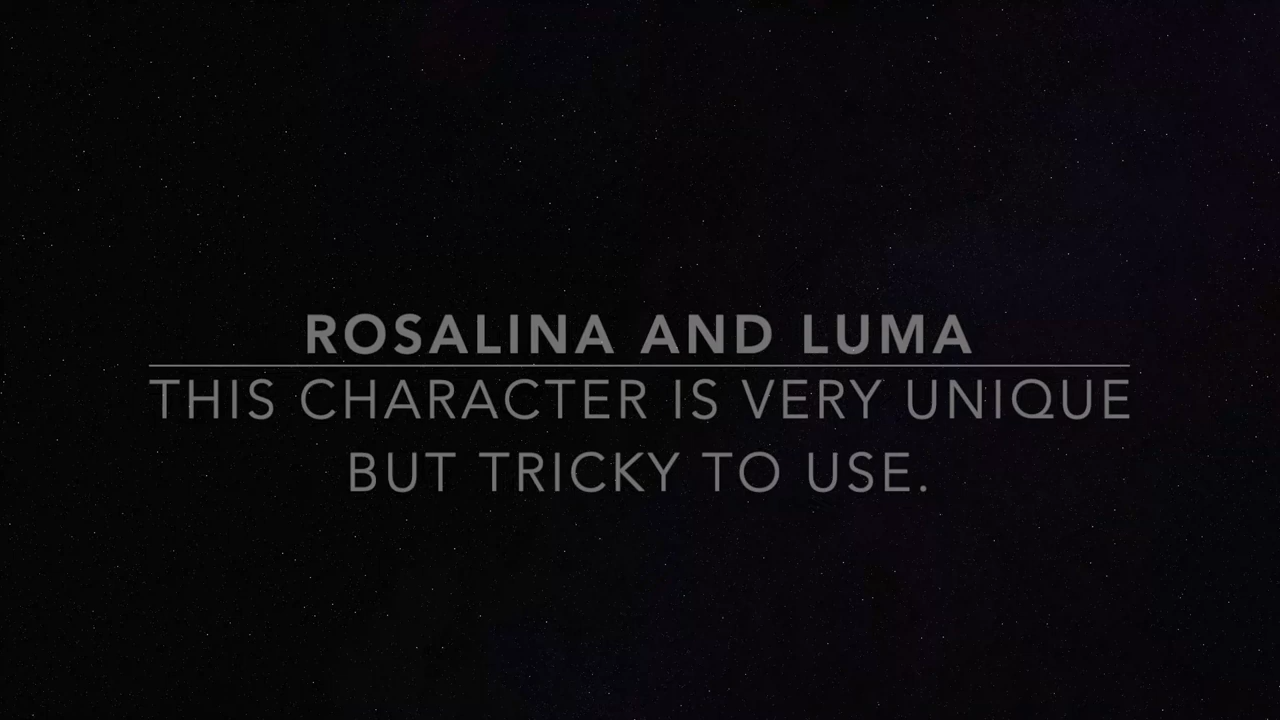 ROSALINA AND LUMA
THIS CHARACTER IS VERY UNIQUE
BUT TRICKY TO USE.